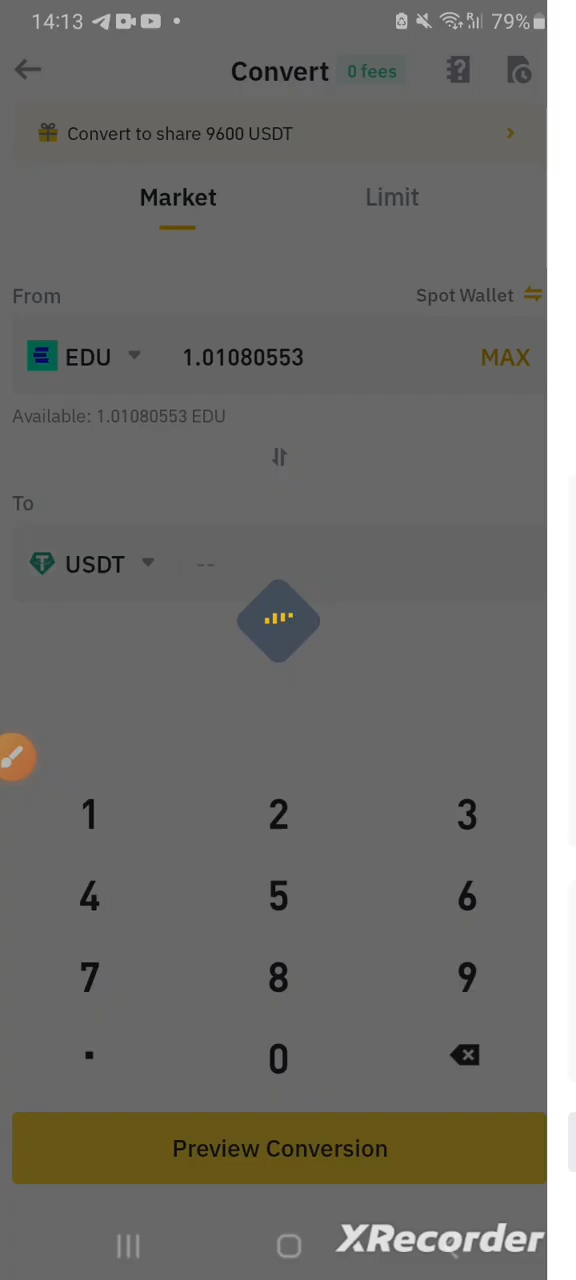 14:13 79%
Convert 0 fees
Convert to share 9600 USDT
Market Limit
From Spot Wallet
EDU 1.01080553 MAX
Available: 1.01080553 EDU
To
USDT --
1 2 3
4 5 6
7 8 9
. 0
Preview Conversion
XRecorder